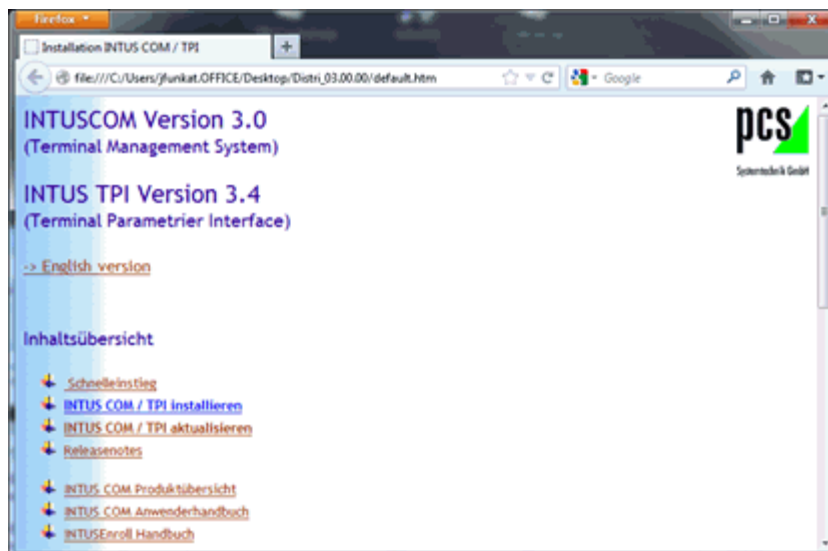 Firefox
Installation INTUS COM / TPI
file:///C:/Users/jfunkat.OFFICE/Desktop/Distri_03.00.00/default.htm
Google
INTUSCOM Version 3.0
(Terminal Management System)
pcs
Systemtechnik GmbH
INTUS TPI Version 3.4
(Terminal Parametrier Interface)
-> English version
Inhaltsübersicht
Schnelleinstieg
INTUS COM / TPI installieren
INTUS COM / TPI aktualisieren
Releasenotes
INTUS COM Produktübersicht
INTUS COM Anwenderhandbuch
INTUSEnroll Handbuch